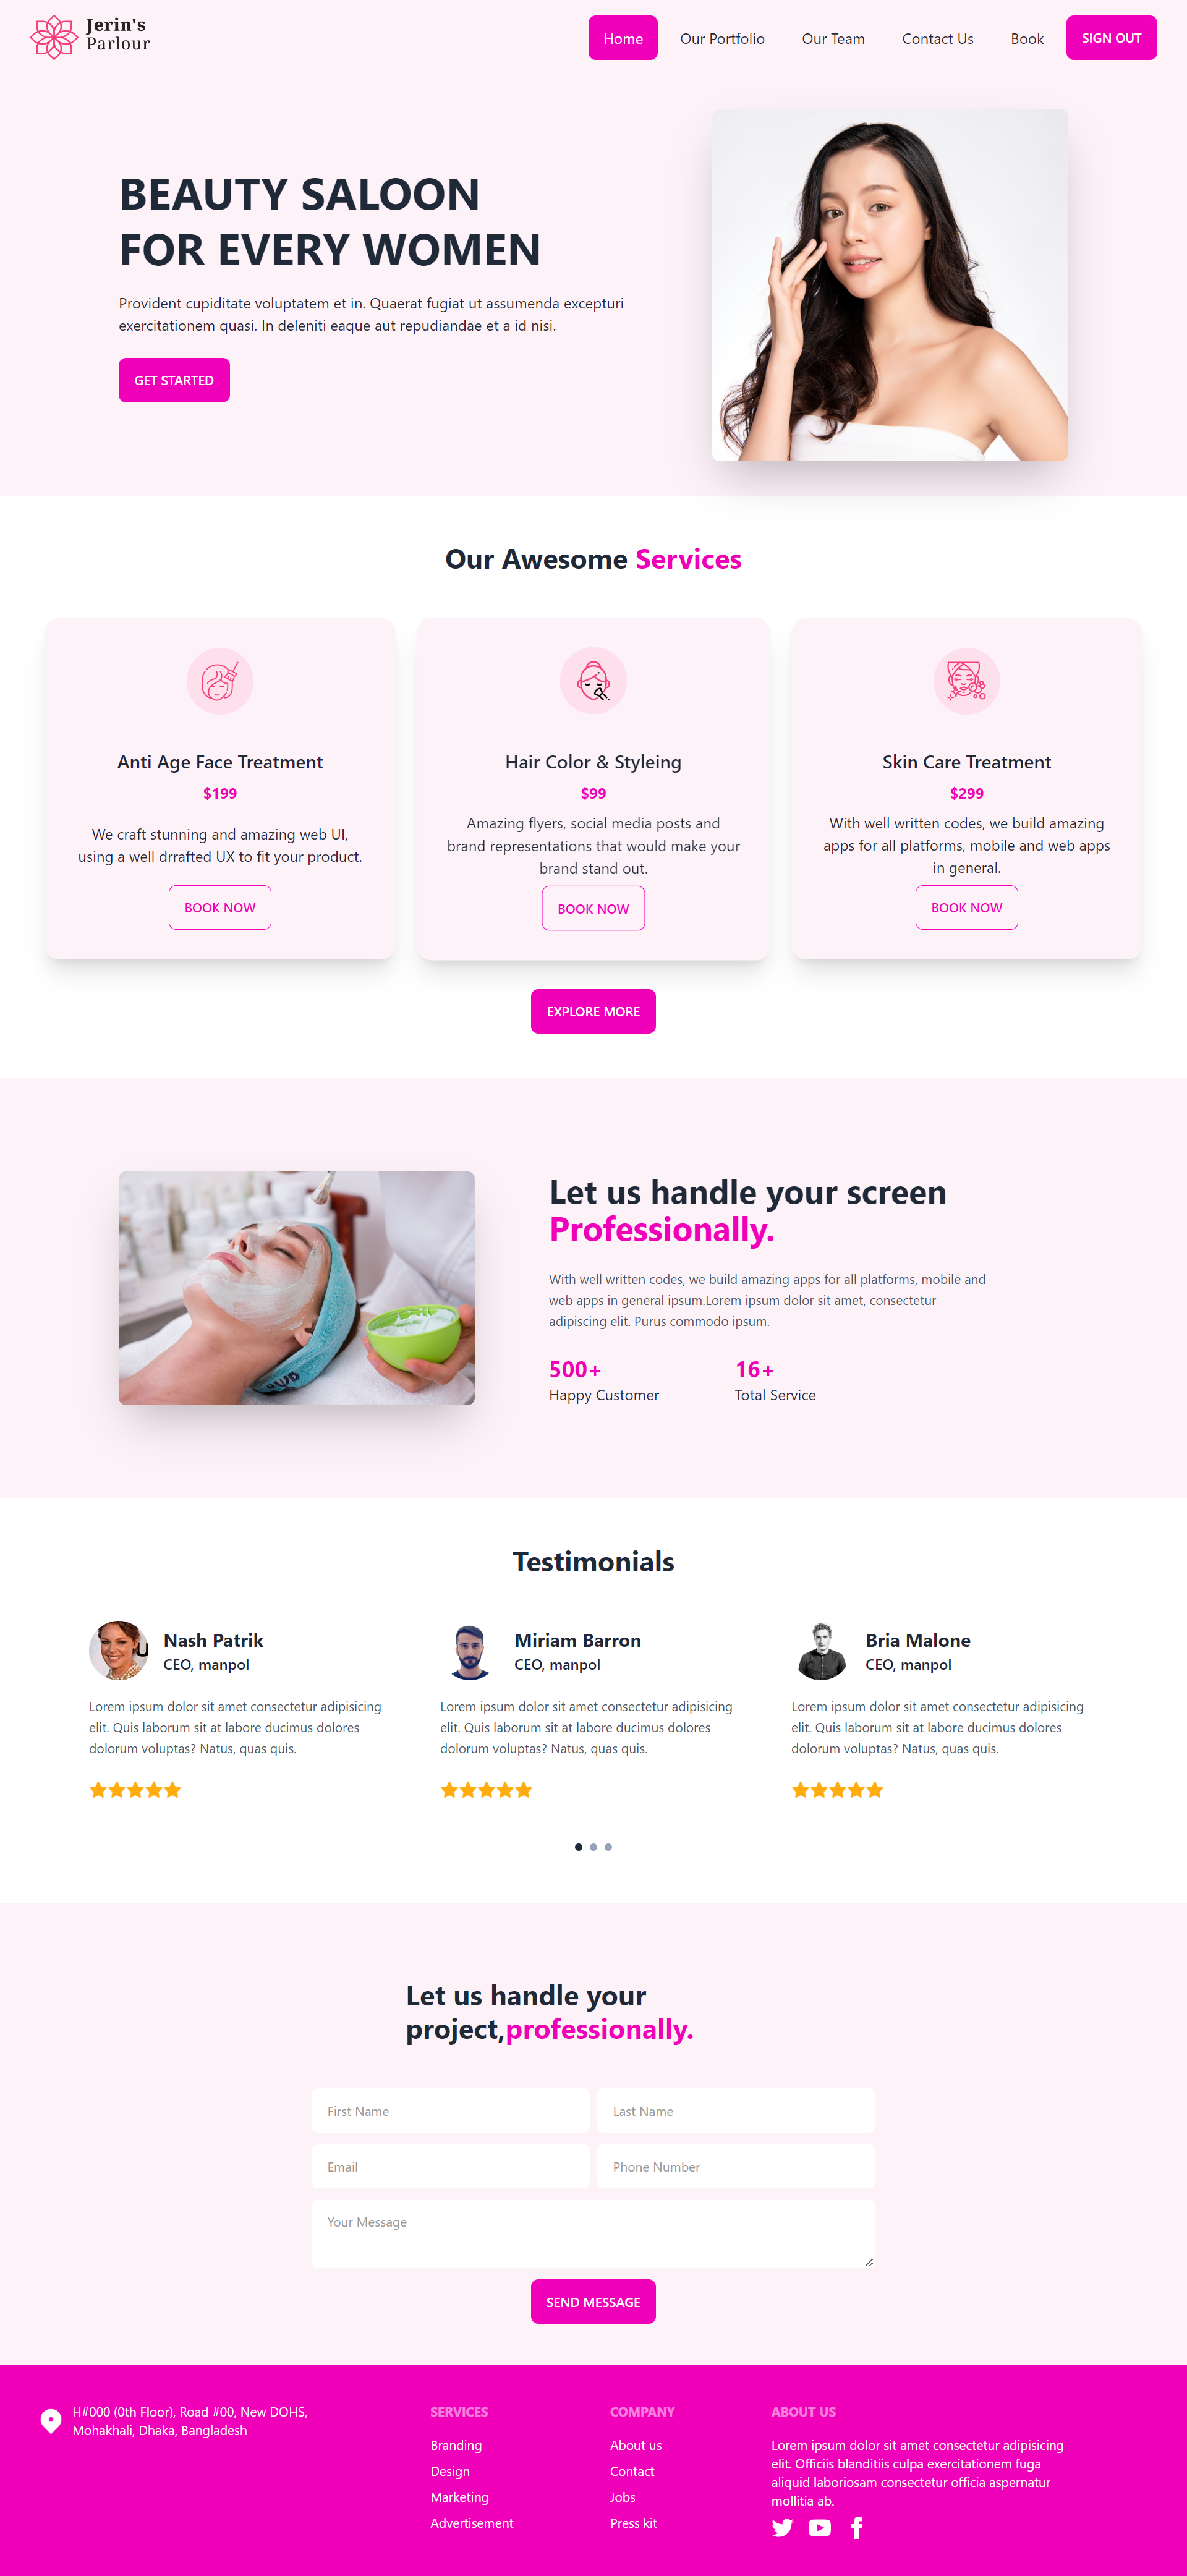 Jerin's
Parlour
Home
Our Portfolio
Our Team
Contact Us
Book
SIGN OUT
BEAUTY SALOON
FOR EVERY WOMEN
Provident cupiditate voluptatem et in. Quaerat fugiat ut assumenda excepturi
exercitationem quasi. In deleniti eaque aut repudiandae et a id nisi.
GET STARTED
Our Awesome Services
Anti Age Face Treatment
$199
We craft stunning and amazing web UI,
using a well drrafted UX to fit your product.
BOOK NOW
Hair Color & Styleing
$99
Amazing flyers, social media posts and
brand representations that would make your
brand stand out.
BOOK NOW
Skin Care Treatment
$299
With well written codes, we build amazing
apps for all platforms, mobile and web apps
in general.
BOOK NOW
EXPLORE MORE
Let us handle your screen
Professionally.
With well written codes, we build amazing apps for all platforms, mobile and
web apps in general ipsum.Lorem ipsum dolor sit amet, consectetur
adipiscing elit. Purus commodo ipsum.
500+
Happy Customer
16+
Total Service
Testimonials
Nash Patrik
CEO, manpol
Lorem ipsum dolor sit amet consectetur adipisicing
elit. Quis laborum sit at labore ducimus dolores
dolorum voluptas? Natus, quas quis.
Miriam Barron
CEO, manpol
Lorem ipsum dolor sit amet consectetur adipisicing
elit. Quis laborum sit at labore ducimus dolores
dolorum voluptas? Natus, quas quis.
Bria Malone
CEO, manpol
Lorem ipsum dolor sit amet consectetur adipisicing
elit. Quis laborum sit at labore ducimus dolores
dolorum voluptas? Natus, quas quis.
Let us handle your
project,professionally.
First Name
Last Name
Email
Phone Number
Your Message
SEND MESSAGE
H#000 (0th Floor), Road #00, New DOHS,
Mohakhali, Dhaka, Bangladesh
SERVICES
Branding
Design
Marketing
Advertisement
COMPANY
About us
Contact
Jobs
Press kit
ABOUT US
Lorem ipsum dolor sit amet consectetur adipisicing
elit. Officiis blanditiis culpa exercitationem fuga
aliquid laboriosam consectetur officia aspernatur
mollitia ab.